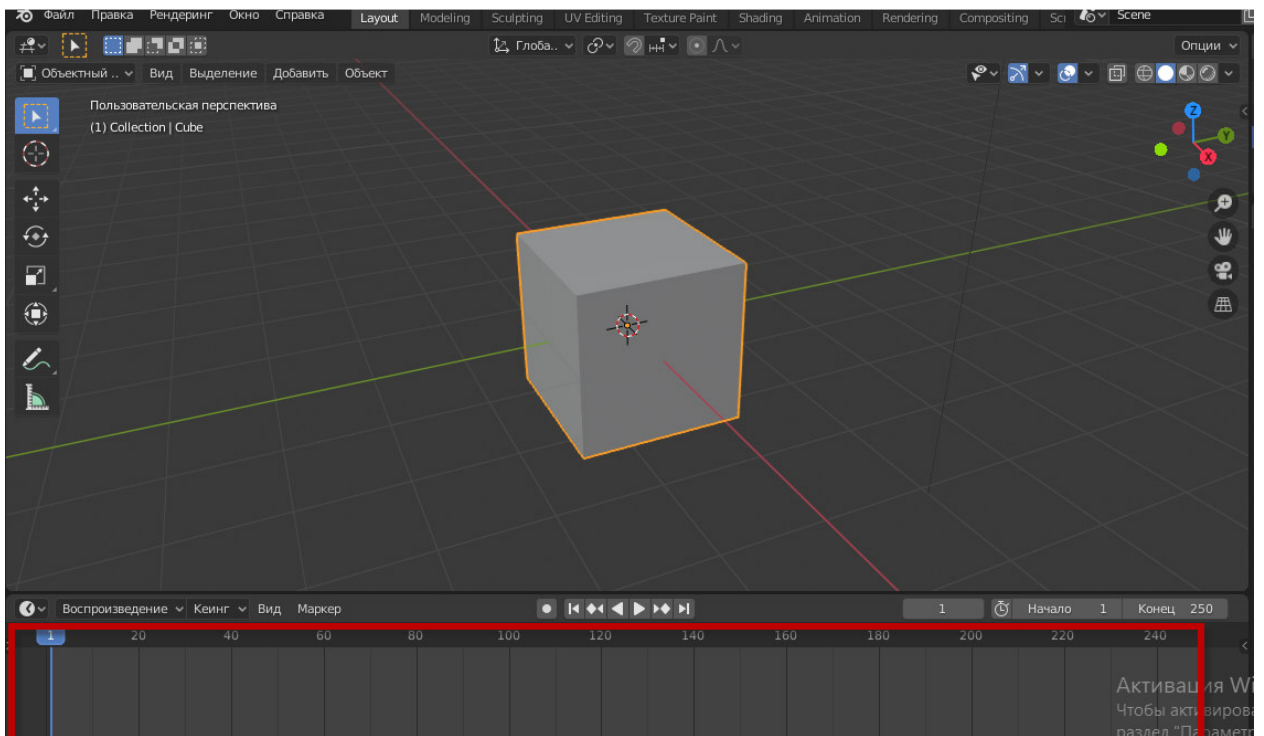 Файл Правка Рендеринг Окно Справка Layout Modeling Sculpting UV Editing Texture Paint Shading Animation Rendering Compositing Scene
Глоба.. Опции
Объектный .. Вид Выделение Добавить Объект
Пользовательская перспектива
(1) Collection | Cube
Z
Y
X
Воспроизведение Кеинг Вид Маркер 1 Начало 1 Конец 250
1 20 40 60 80 100 120 140 160 180 200 220 240
Активация Wi
Чтобы активирова
раздел "Параметр